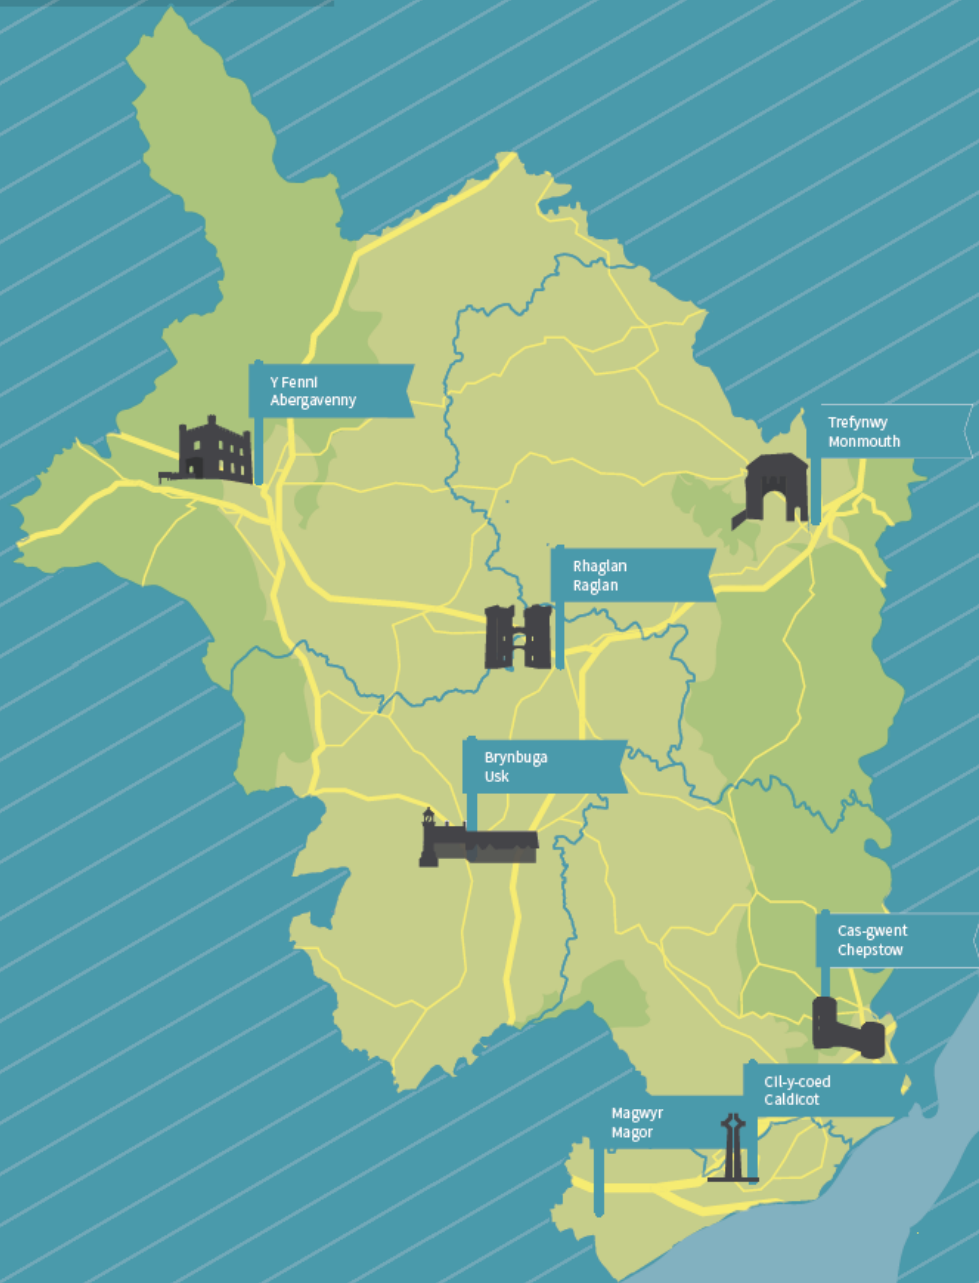 Y Fenni
Abergavenny
Trefynwy
Monmouth
Rhaglan
Raglan
Brynbuga
Usk
Cas-gwent
Chepstow
Cil-y-coed
Caldicot
Magwyr
Magor